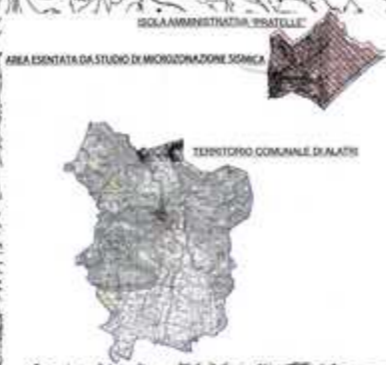 ISOLA AMMINISTRATIVA "PRATELLE"
AREA ESENTATA DA STUDIO DI MICROZONAZIONE SISMICA
TERRITORIO COMUNALE DI ALATRI